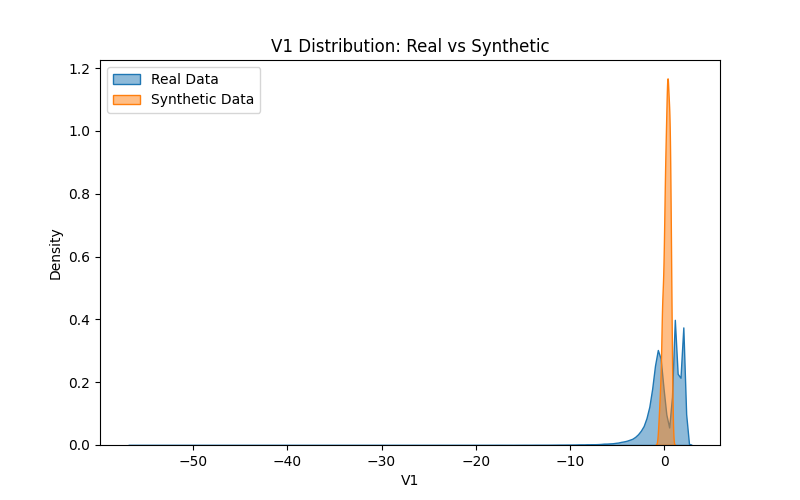 V1 Distribution: Real vs Synthetic
Real Data
Synthetic Data
1.2
1.0
0.8
0.6
0.4
0.2
0.0
Density
−50
−40
−30
−20
−10
0
V1